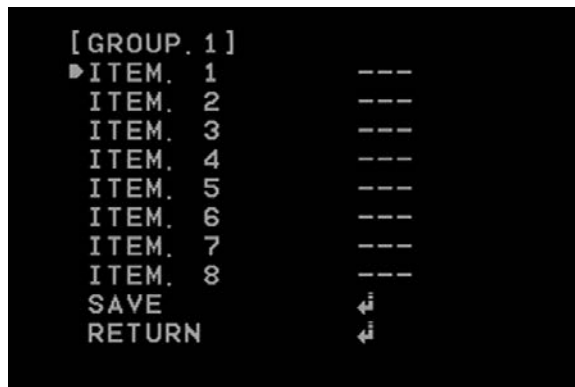 [GROUP.1]
ITEM. 1 ---
ITEM. 2 ---
ITEM. 3 ---
ITEM. 4 ---
ITEM. 5 ---
ITEM. 6 ---
ITEM. 7 ---
ITEM. 8 ---
SAVE ↲
RETURN ↲